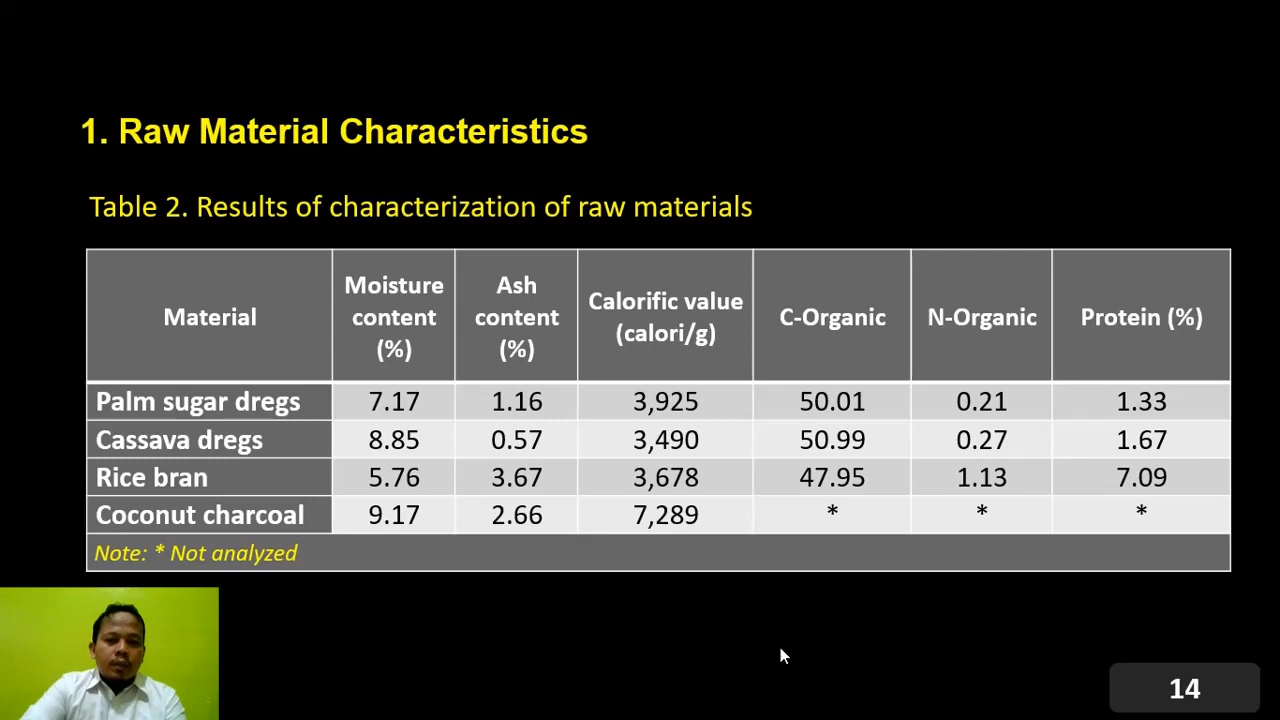 1. Raw Material Characteristics
Table 2. Results of characterization of raw materials
Material Moisture content (%) Ash content (%) Calorific value (calori/g) C-Organic N-Organic Protein (%)
Palm sugar dregs 7.17 1.16 3,925 50.01 0.21 1.33
Cassava dregs 8.85 0.57 3,490 50.99 0.27 1.67
Rice bran 5.76 3.67 3,678 47.95 1.13 7.09
Coconut charcoal 9.17 2.66 7,289 * * *
Note: * Not analyzed
14